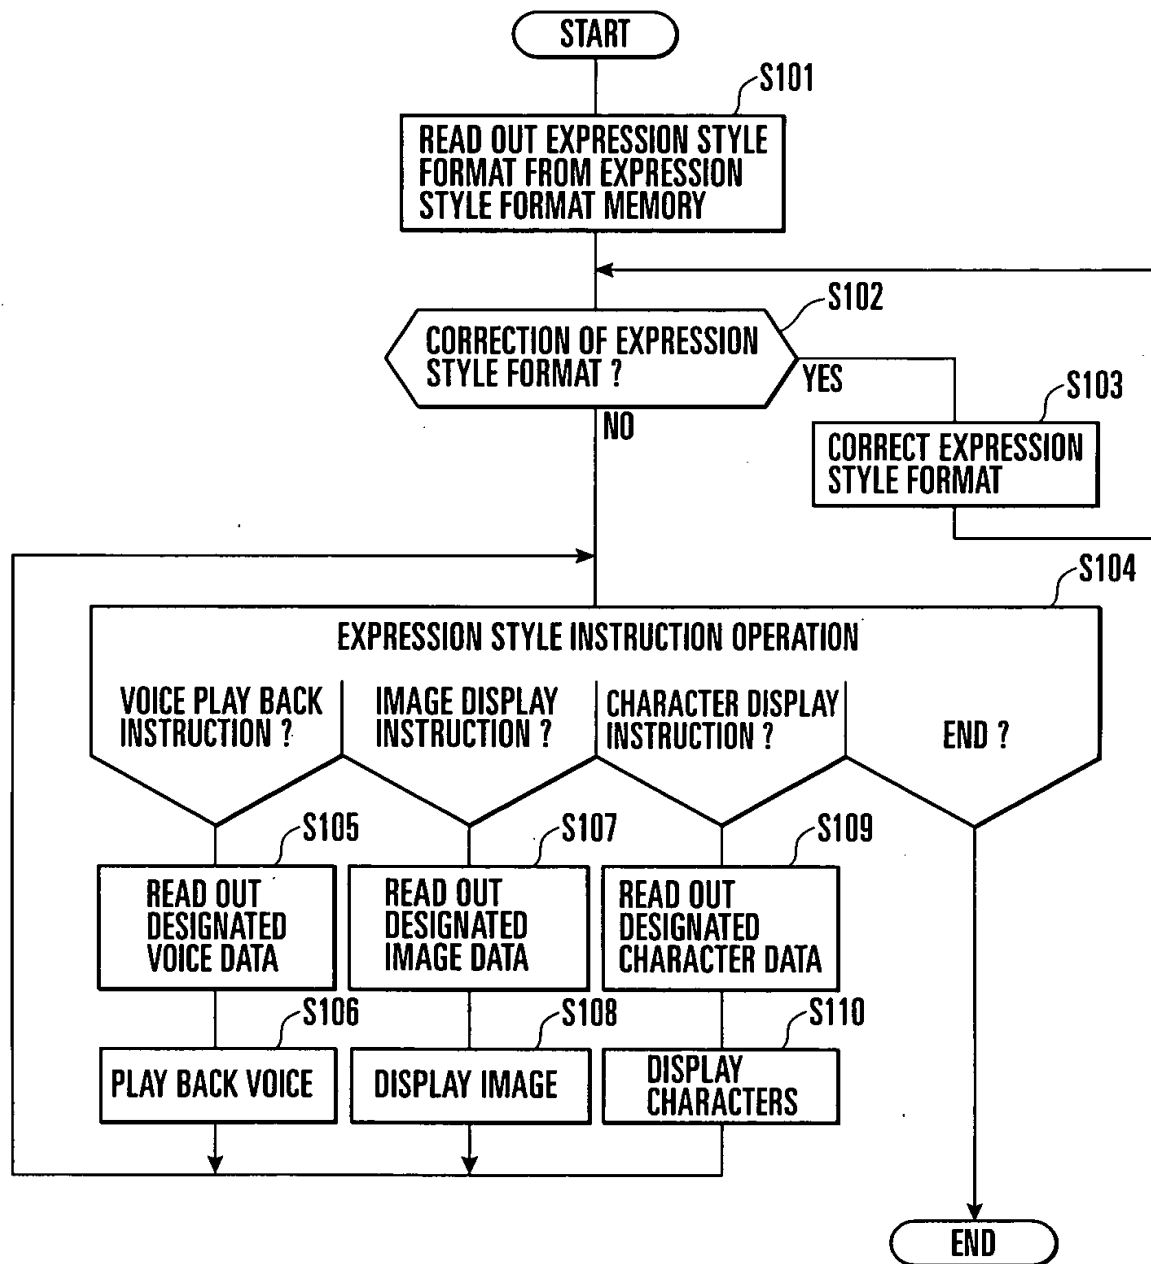 START
S101
READ OUT EXPRESSION STYLE
FORMAT FROM EXPRESSION
STYLE FORMAT MEMORY
S102
CORRECTION OF EXPRESSION
STYLE FORMAT ?
YES
NO
S103
CORRECT EXPRESSION
STYLE FORMAT
S104
EXPRESSION STYLE INSTRUCTION OPERATION
VOICE PLAY BACK
INSTRUCTION ?
IMAGE DISPLAY
INSTRUCTION ?
CHARACTER DISPLAY
INSTRUCTION ?
END ?
S105
READ OUT
DESIGNATED
VOICE DATA
S107
READ OUT
DESIGNATED
IMAGE DATA
S109
READ OUT
DESIGNATED
CHARACTER DATA
S106
PLAY BACK VOICE
S108
DISPLAY IMAGE
S110
DISPLAY
CHARACTERS
END